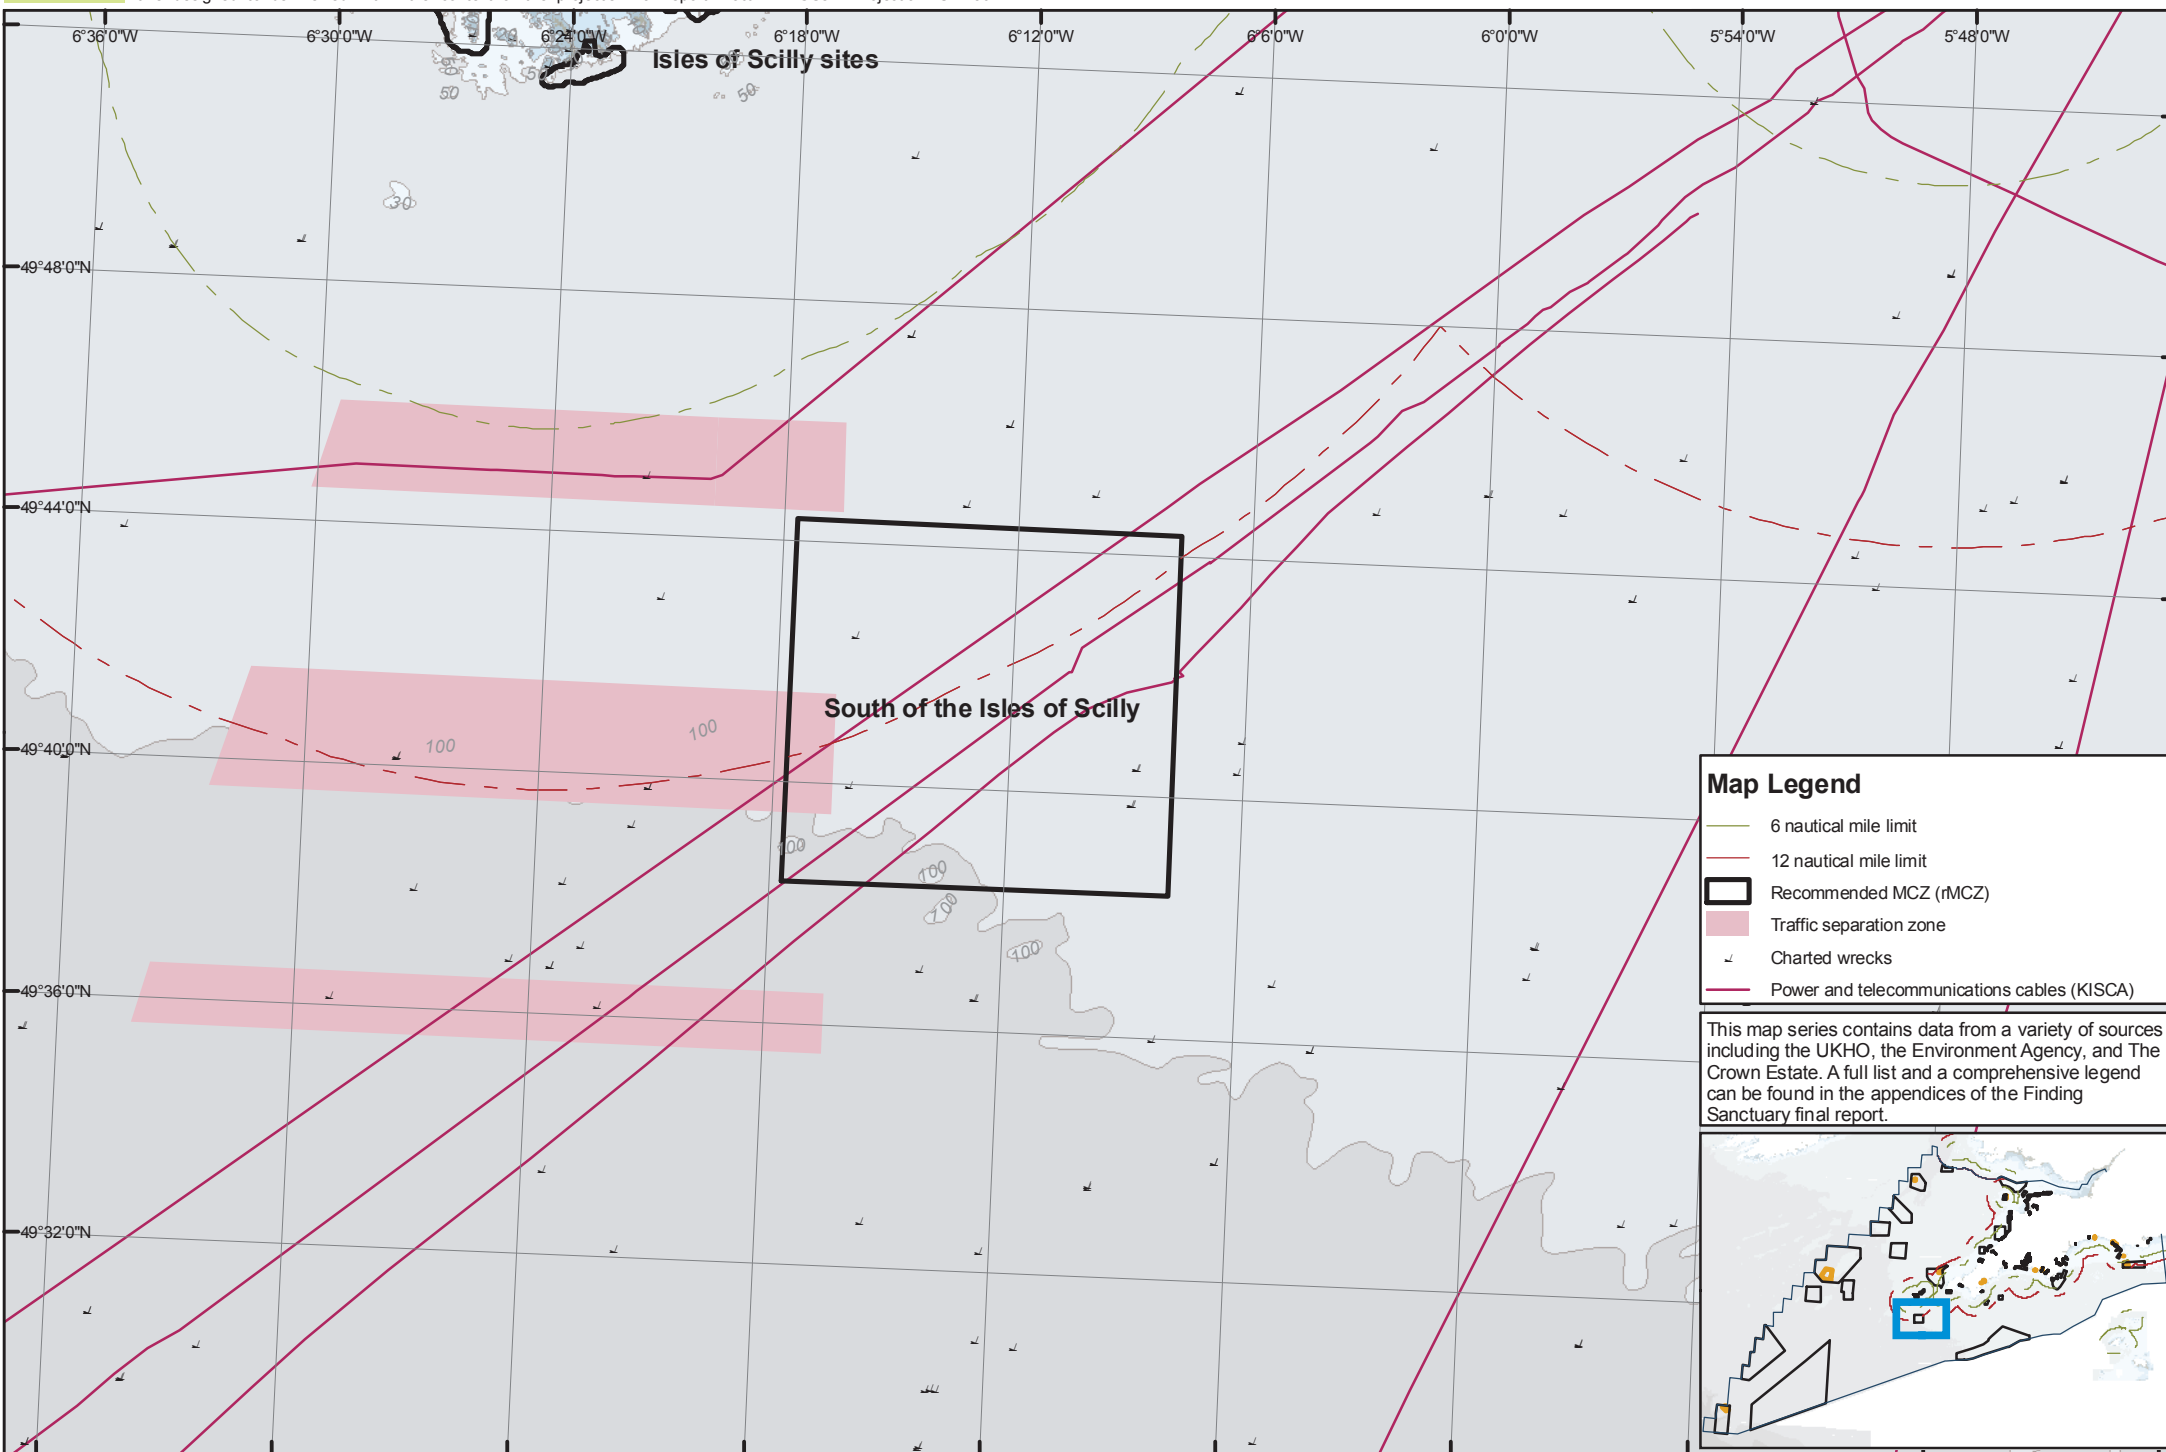 6°36'0"W 6°30'0"W 6°24'0"W 6°18'0"W 6°12'0"W 6°6'0"W 6°0'0"W 5°54'0"W 5°48'0"W
Isles of Scilly sites
50 50
30
49°48'0"N
49°44'0"N
South of the Isles of Scilly
100 100
49°40'0"N
100
100
100
100
49°36'0"N
49°32'0"N
Map Legend
6 nautical mile limit
12 nautical mile limit
Recommended MCZ (rMCZ)
Traffic separation zone
Charted wrecks
Power and telecommunications cables (KISCA)
This map series contains data from a variety of sources
including the UKHO, the Environment Agency, and The
Crown Estate. A full list and a comprehensive legend
can be found in the appendices of the Finding
Sanctuary final report.